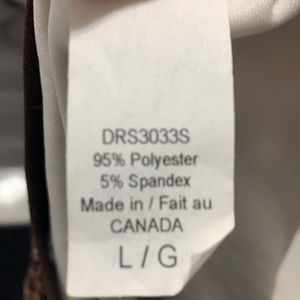 DRS3033S
95% Polyester
5% Spandex
Made in / Fait au
CANADA
L / G